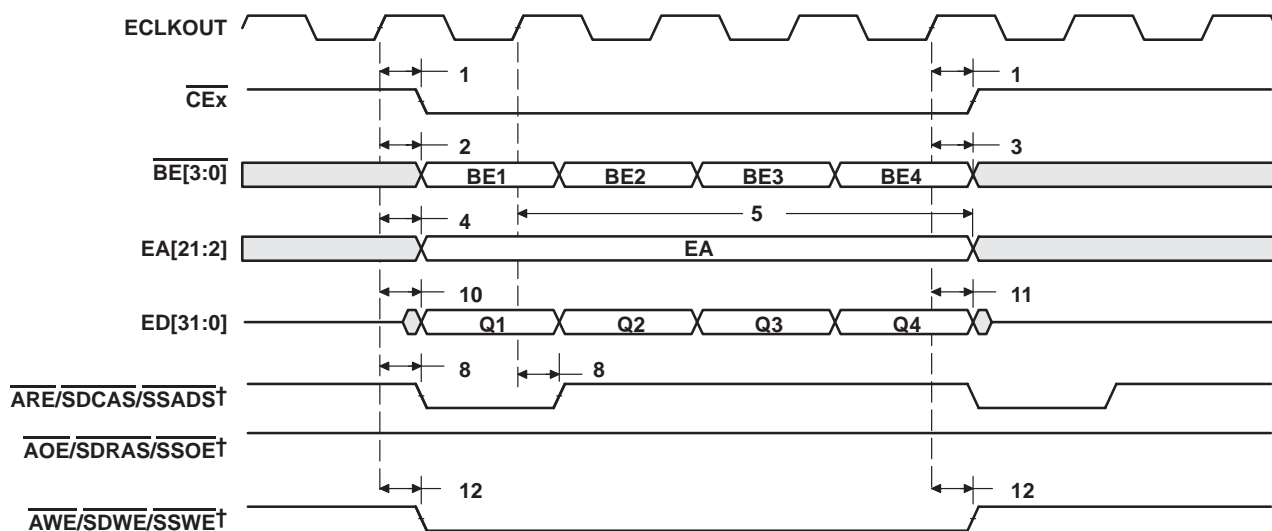 ECLKOUT
1 1
CEx
2 3
BE[3:0] BE1 BE2 BE3 BE4
4 5
EA[21:2] EA
10 11
ED[31:0] Q1 Q2 Q3 Q4
8 8
ARE/SDCAS/SSADS†
AOE/SDRAS/SSOE†
12 12
AWE/SDWE/SSWE†